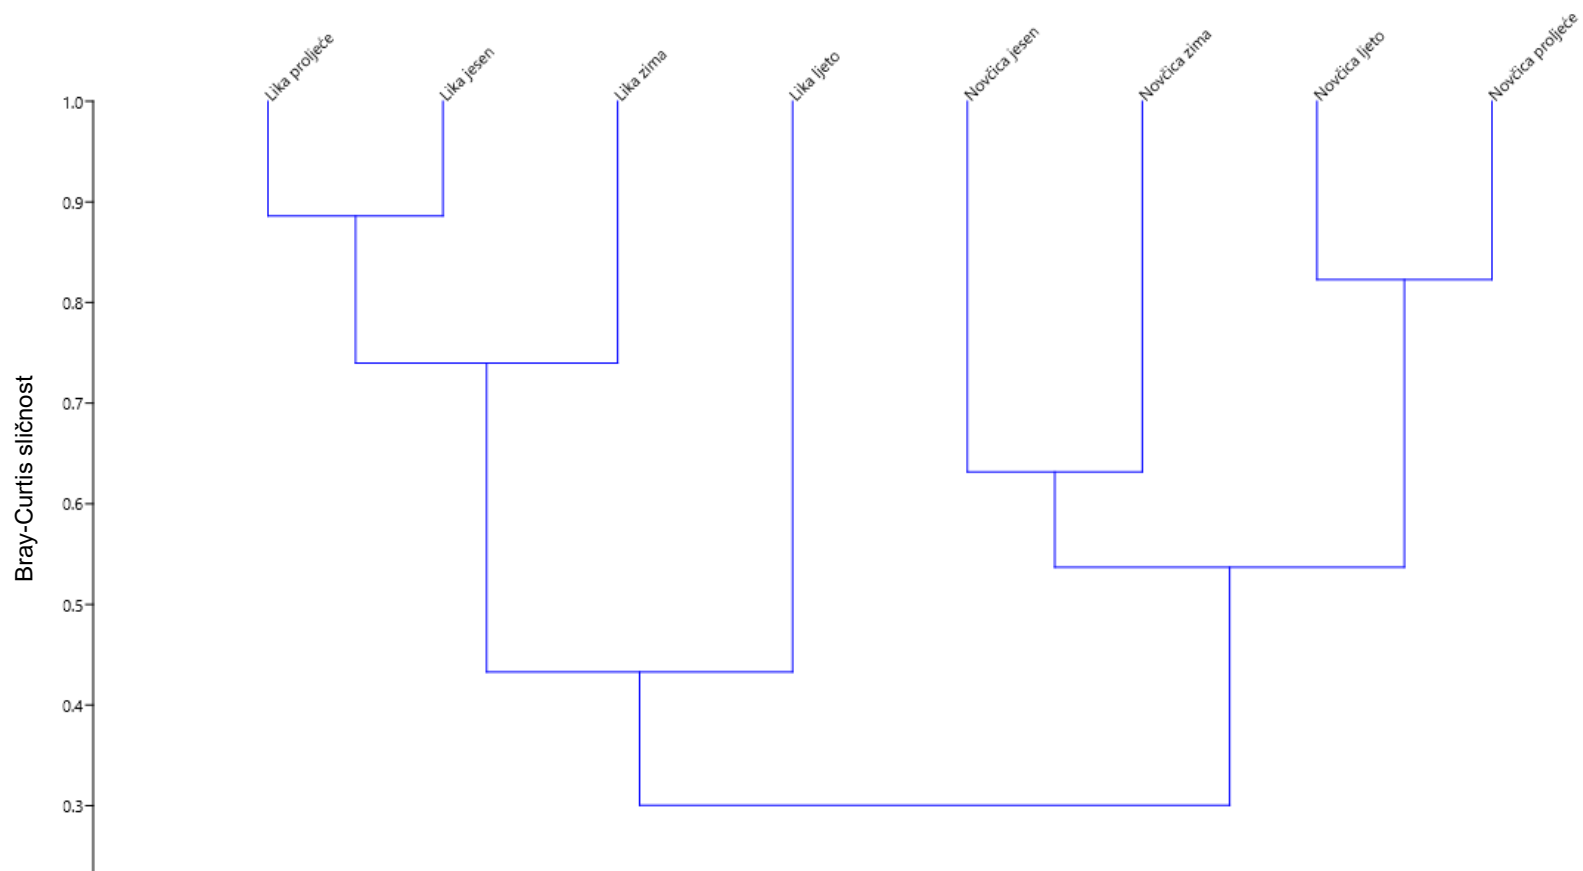 Lika proljeće
Lika jesen
Lika zima
Lika ljeto
Novčica jesen
Novčica zima
Novčica ljeto
Novčica proljeće
1.0
0.9
0.8
0.7
0.6
0.5
0.4
0.3
Bray-Curtis sličnost